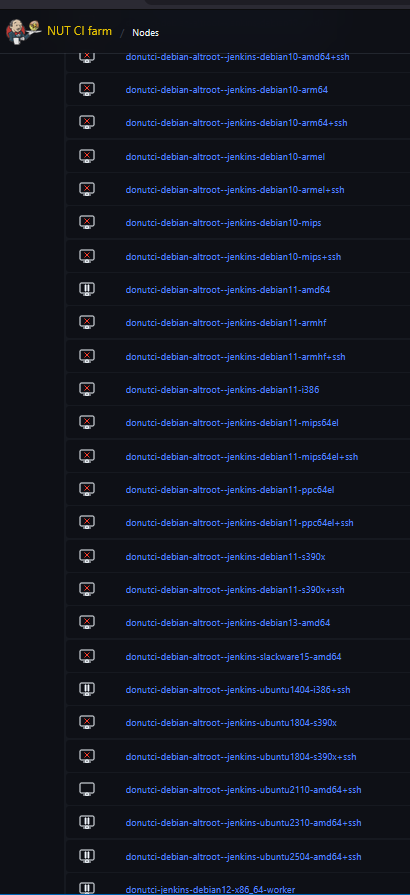 NUT CI farm / Nodes
donutci-debian-altroot--jenkins-debian10-amd64+ssh
donutci-debian-altroot--jenkins-debian10-arm64
donutci-debian-altroot--jenkins-debian10-arm64+ssh
donutci-debian-altroot--jenkins-debian10-armel
donutci-debian-altroot--jenkins-debian10-armel+ssh
donutci-debian-altroot--jenkins-debian10-mips
donutci-debian-altroot--jenkins-debian10-mips+ssh
donutci-debian-altroot--jenkins-debian11-amd64
donutci-debian-altroot--jenkins-debian11-armhf
donutci-debian-altroot--jenkins-debian11-armhf+ssh
donutci-debian-altroot--jenkins-debian11-i386
donutci-debian-altroot--jenkins-debian11-mips64el
donutci-debian-altroot--jenkins-debian11-mips64el+ssh
donutci-debian-altroot--jenkins-debian11-ppc64el
donutci-debian-altroot--jenkins-debian11-ppc64el+ssh
donutci-debian-altroot--jenkins-debian11-s390x
donutci-debian-altroot--jenkins-debian11-s390x+ssh
donutci-debian-altroot--jenkins-debian13-amd64
donutci-debian-altroot--jenkins-slackware15-amd64
donutci-debian-altroot--jenkins-ubuntu1404-i386+ssh
donutci-debian-altroot--jenkins-ubuntu1804-s390x
donutci-debian-altroot--jenkins-ubuntu1804-s390x+ssh
donutci-debian-altroot--jenkins-ubuntu2110-amd64+ssh
donutci-debian-altroot--jenkins-ubuntu2310-amd64+ssh
donutci-debian-altroot--jenkins-ubuntu2504-amd64+ssh
donutci-jenkins-debian12-x86_64-worker